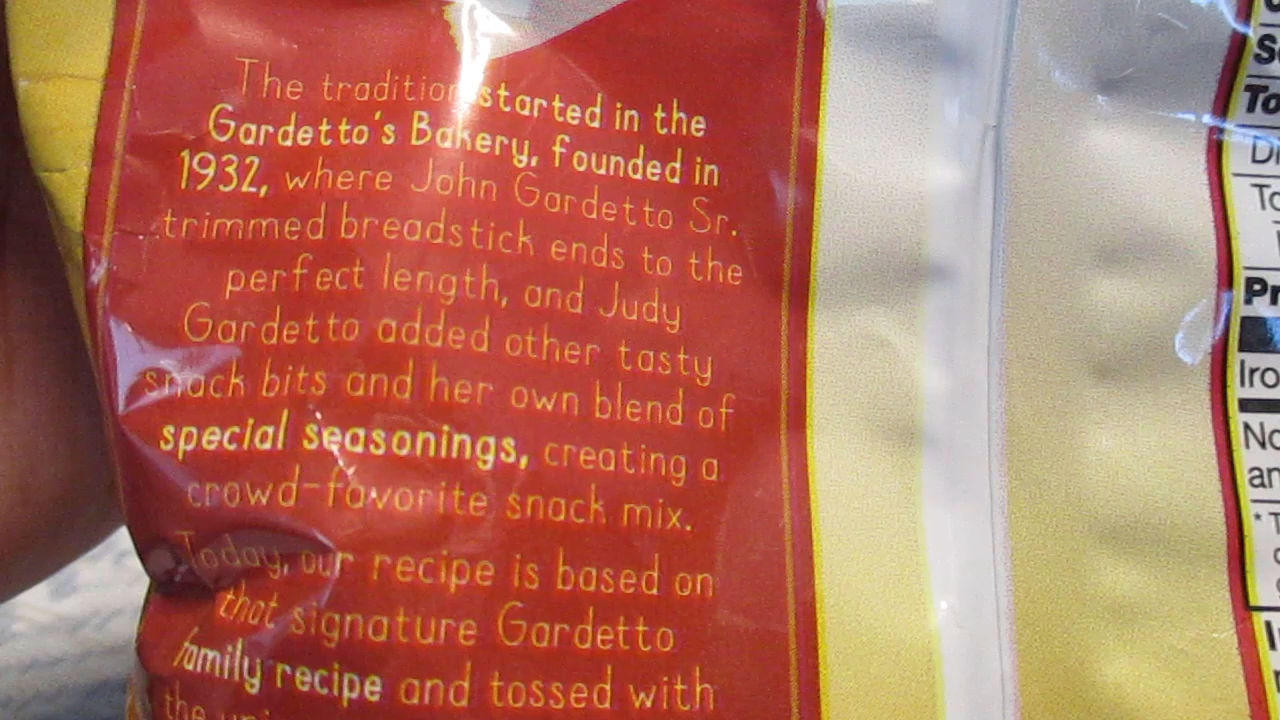 The tradition started in the
Gardetto's Bakery, founded in
1932, where John Gardetto Sr.
trimmed breadstick ends to the
perfect length, and Judy
Gardetto added other tasty
snack bits and her own blend of
special seasonings, creating a
crowd-favorite snack mix.
Today, our recipe is based on
that signature Gardetto
family recipe and tossed with
the